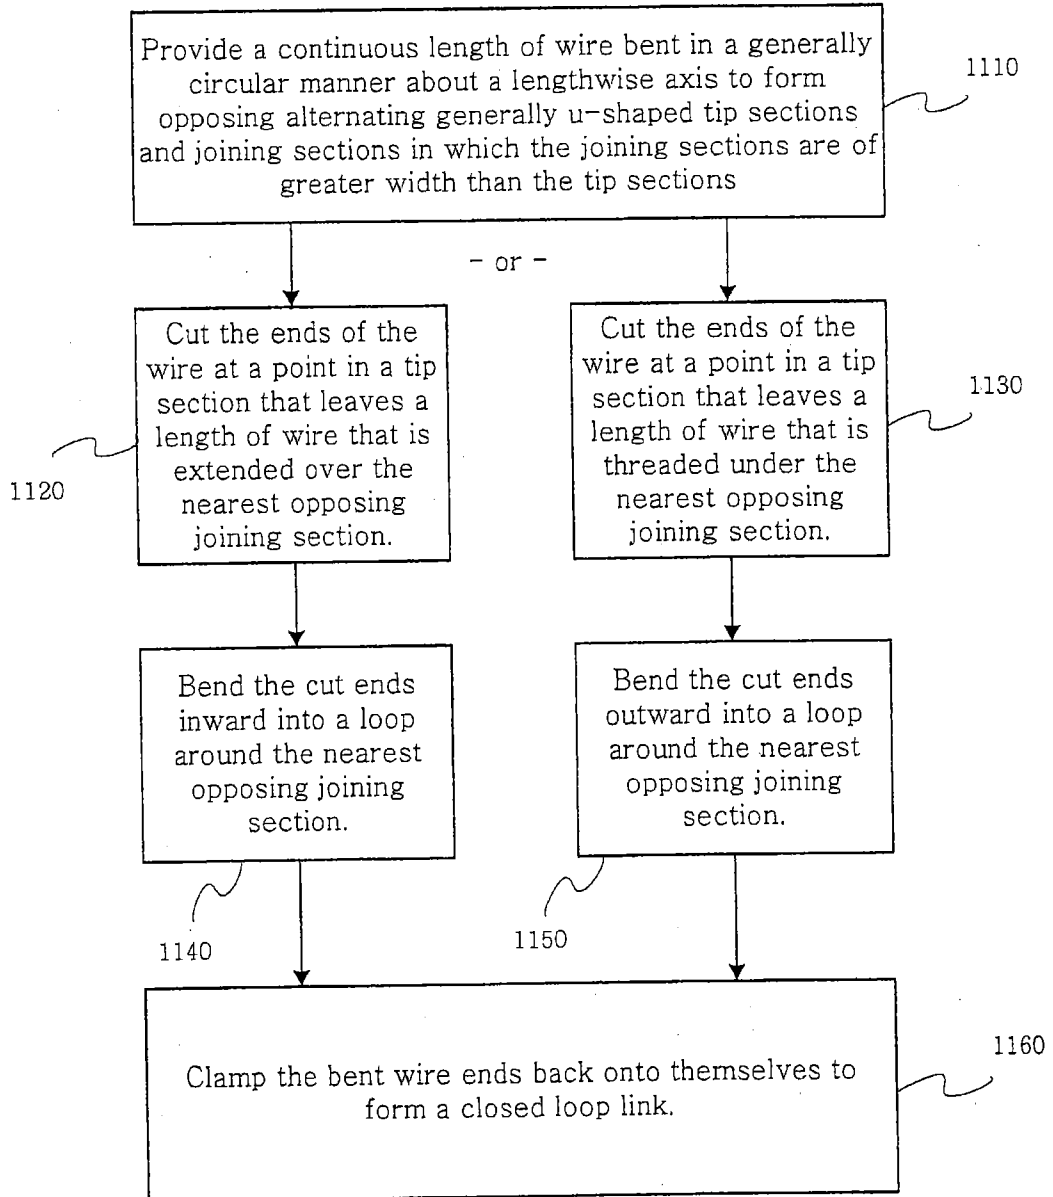 Provide a continuous length of wire bent in a generally
circular manner about a lengthwise axis to form
opposing alternating generally u-shaped tip sections
and joining sections in which the joining sections are of
greater width than the tip sections
1110
- or -
Cut the ends of the
wire at a point in a tip
section that leaves a
length of wire that is
extended over the
nearest opposing
joining section.
1120
Cut the ends of the
wire at a point in a tip
section that leaves a
length of wire that is
threaded under the
nearest opposing
joining section.
1130
Bend the cut ends
inward into a loop
around the nearest
opposing joining
section.
1140
Bend the cut ends
outward into a loop
around the nearest
opposing joining
section.
1150
Clamp the bent wire ends back onto themselves to
form a closed loop link.
1160